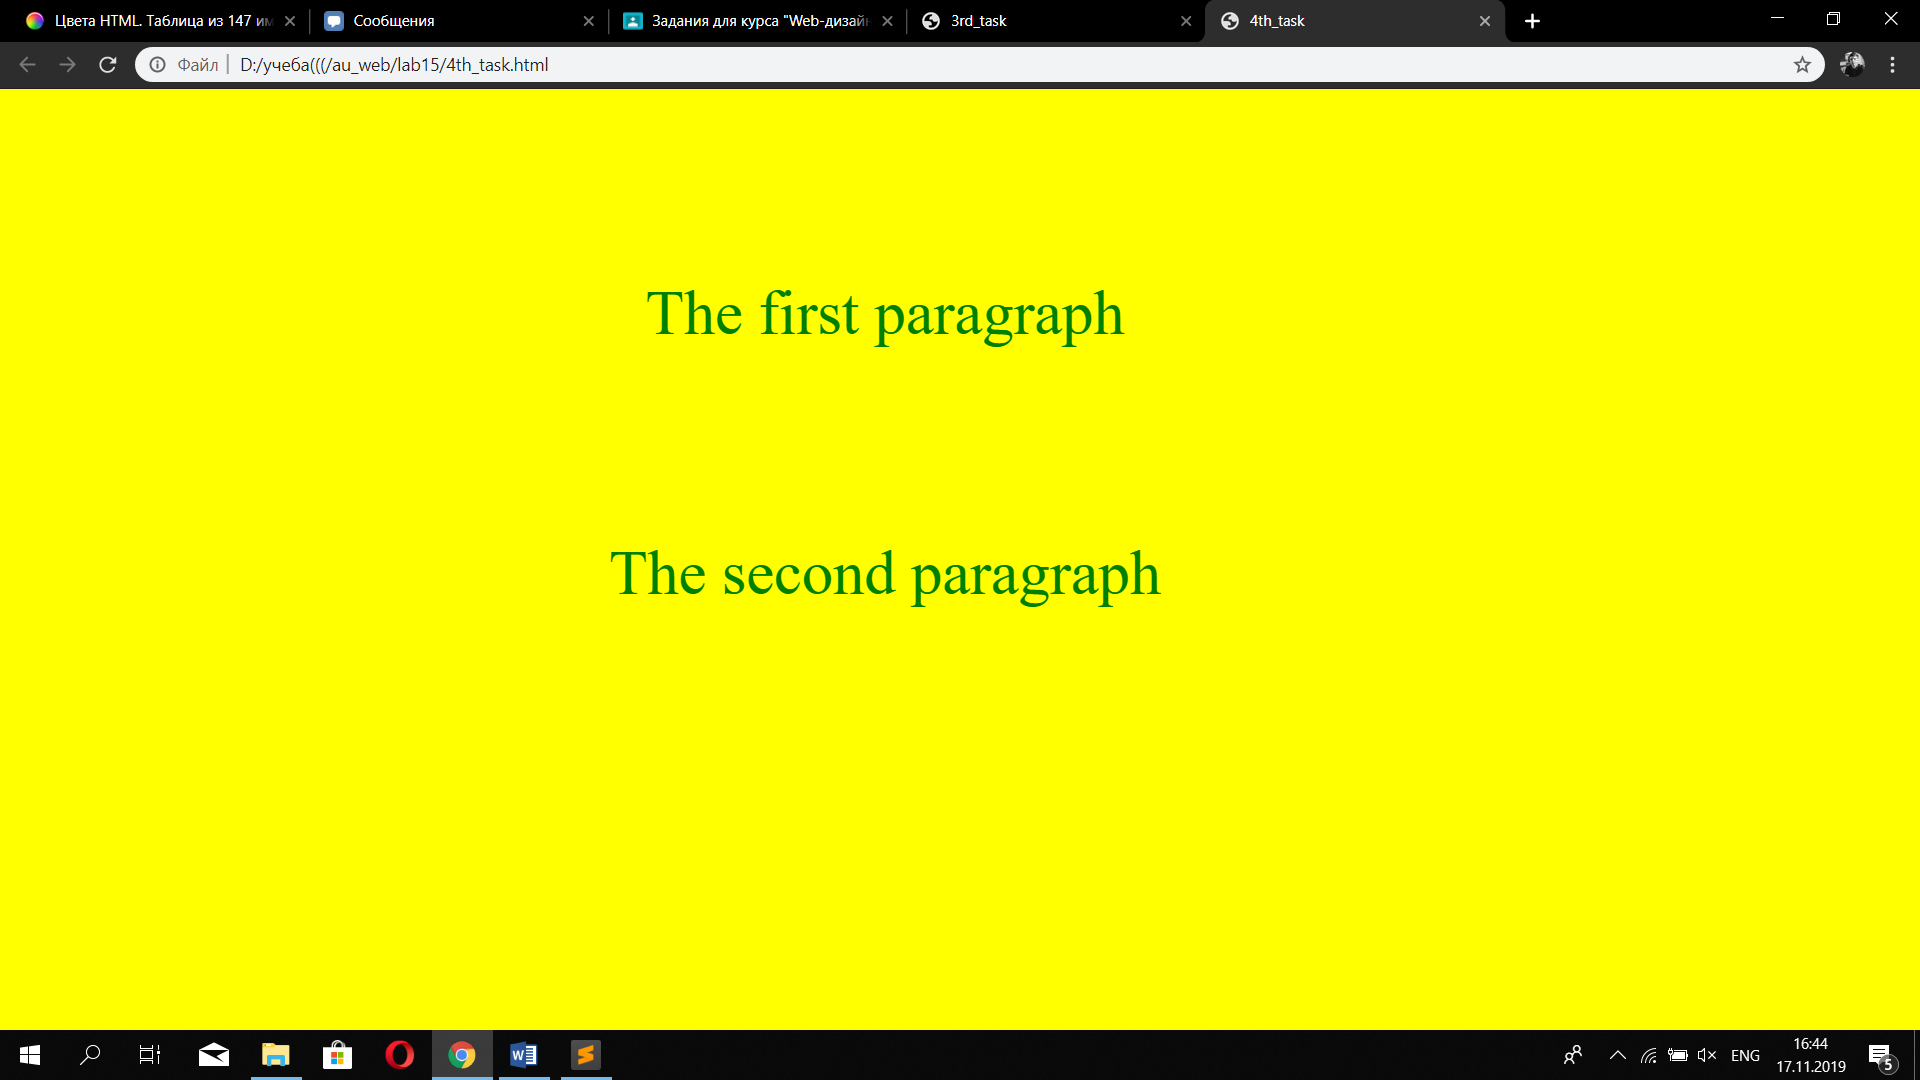 Цвета HTML. Таблица из 147 им
Сообщения
Задания для курса "Web-дизайн
3rd_task
4th_task
Файл
D:/учеба(((/au_web/lab15/4th_task.html
The first paragraph
The second paragraph
ENG
16:44
17.11.2019
5